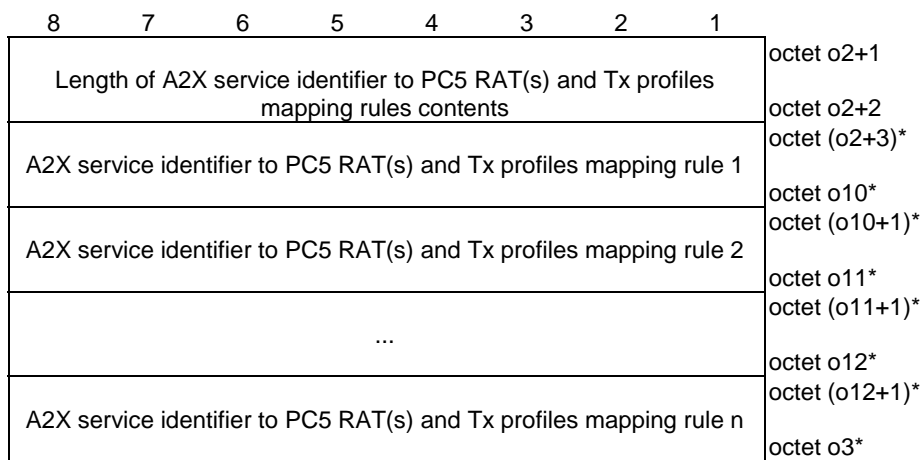 8 7 6 5 4 3 2 1
Length of A2X service identifier to PC5 RAT(s) and Tx profiles
mapping rules contents
octet o2+1
octet o2+2
A2X service identifier to PC5 RAT(s) and Tx profiles mapping rule 1
octet (o2+3)*
octet o10*
A2X service identifier to PC5 RAT(s) and Tx profiles mapping rule 2
octet (o10+1)*
octet o11*
...
octet (o11+1)*
octet o12*
A2X service identifier to PC5 RAT(s) and Tx profiles mapping rule n
octet (o12+1)*
octet o3*